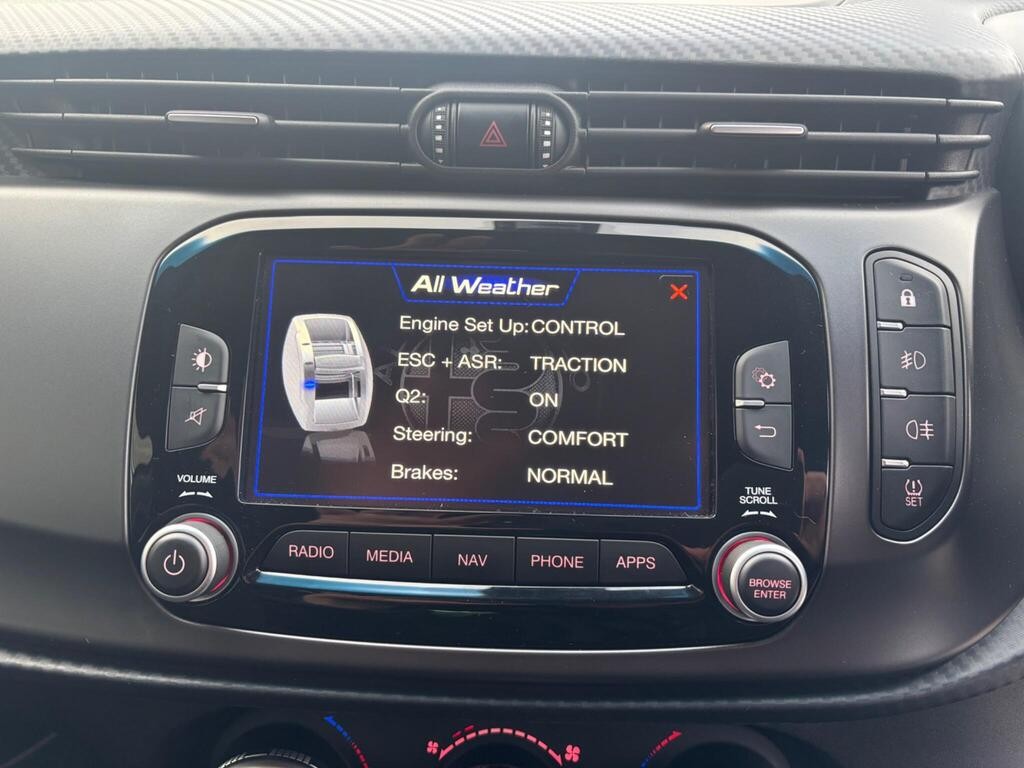 All Weather
Engine Set Up: CONTROL
ESC + ASR: TRACTION
Q2: ON
Steering: COMFORT
Brakes: NORMAL
VOLUME
TUNE
SCROLL
SET
RADIO
MEDIA
NAV
PHONE
APPS
BROWSE
ENTER